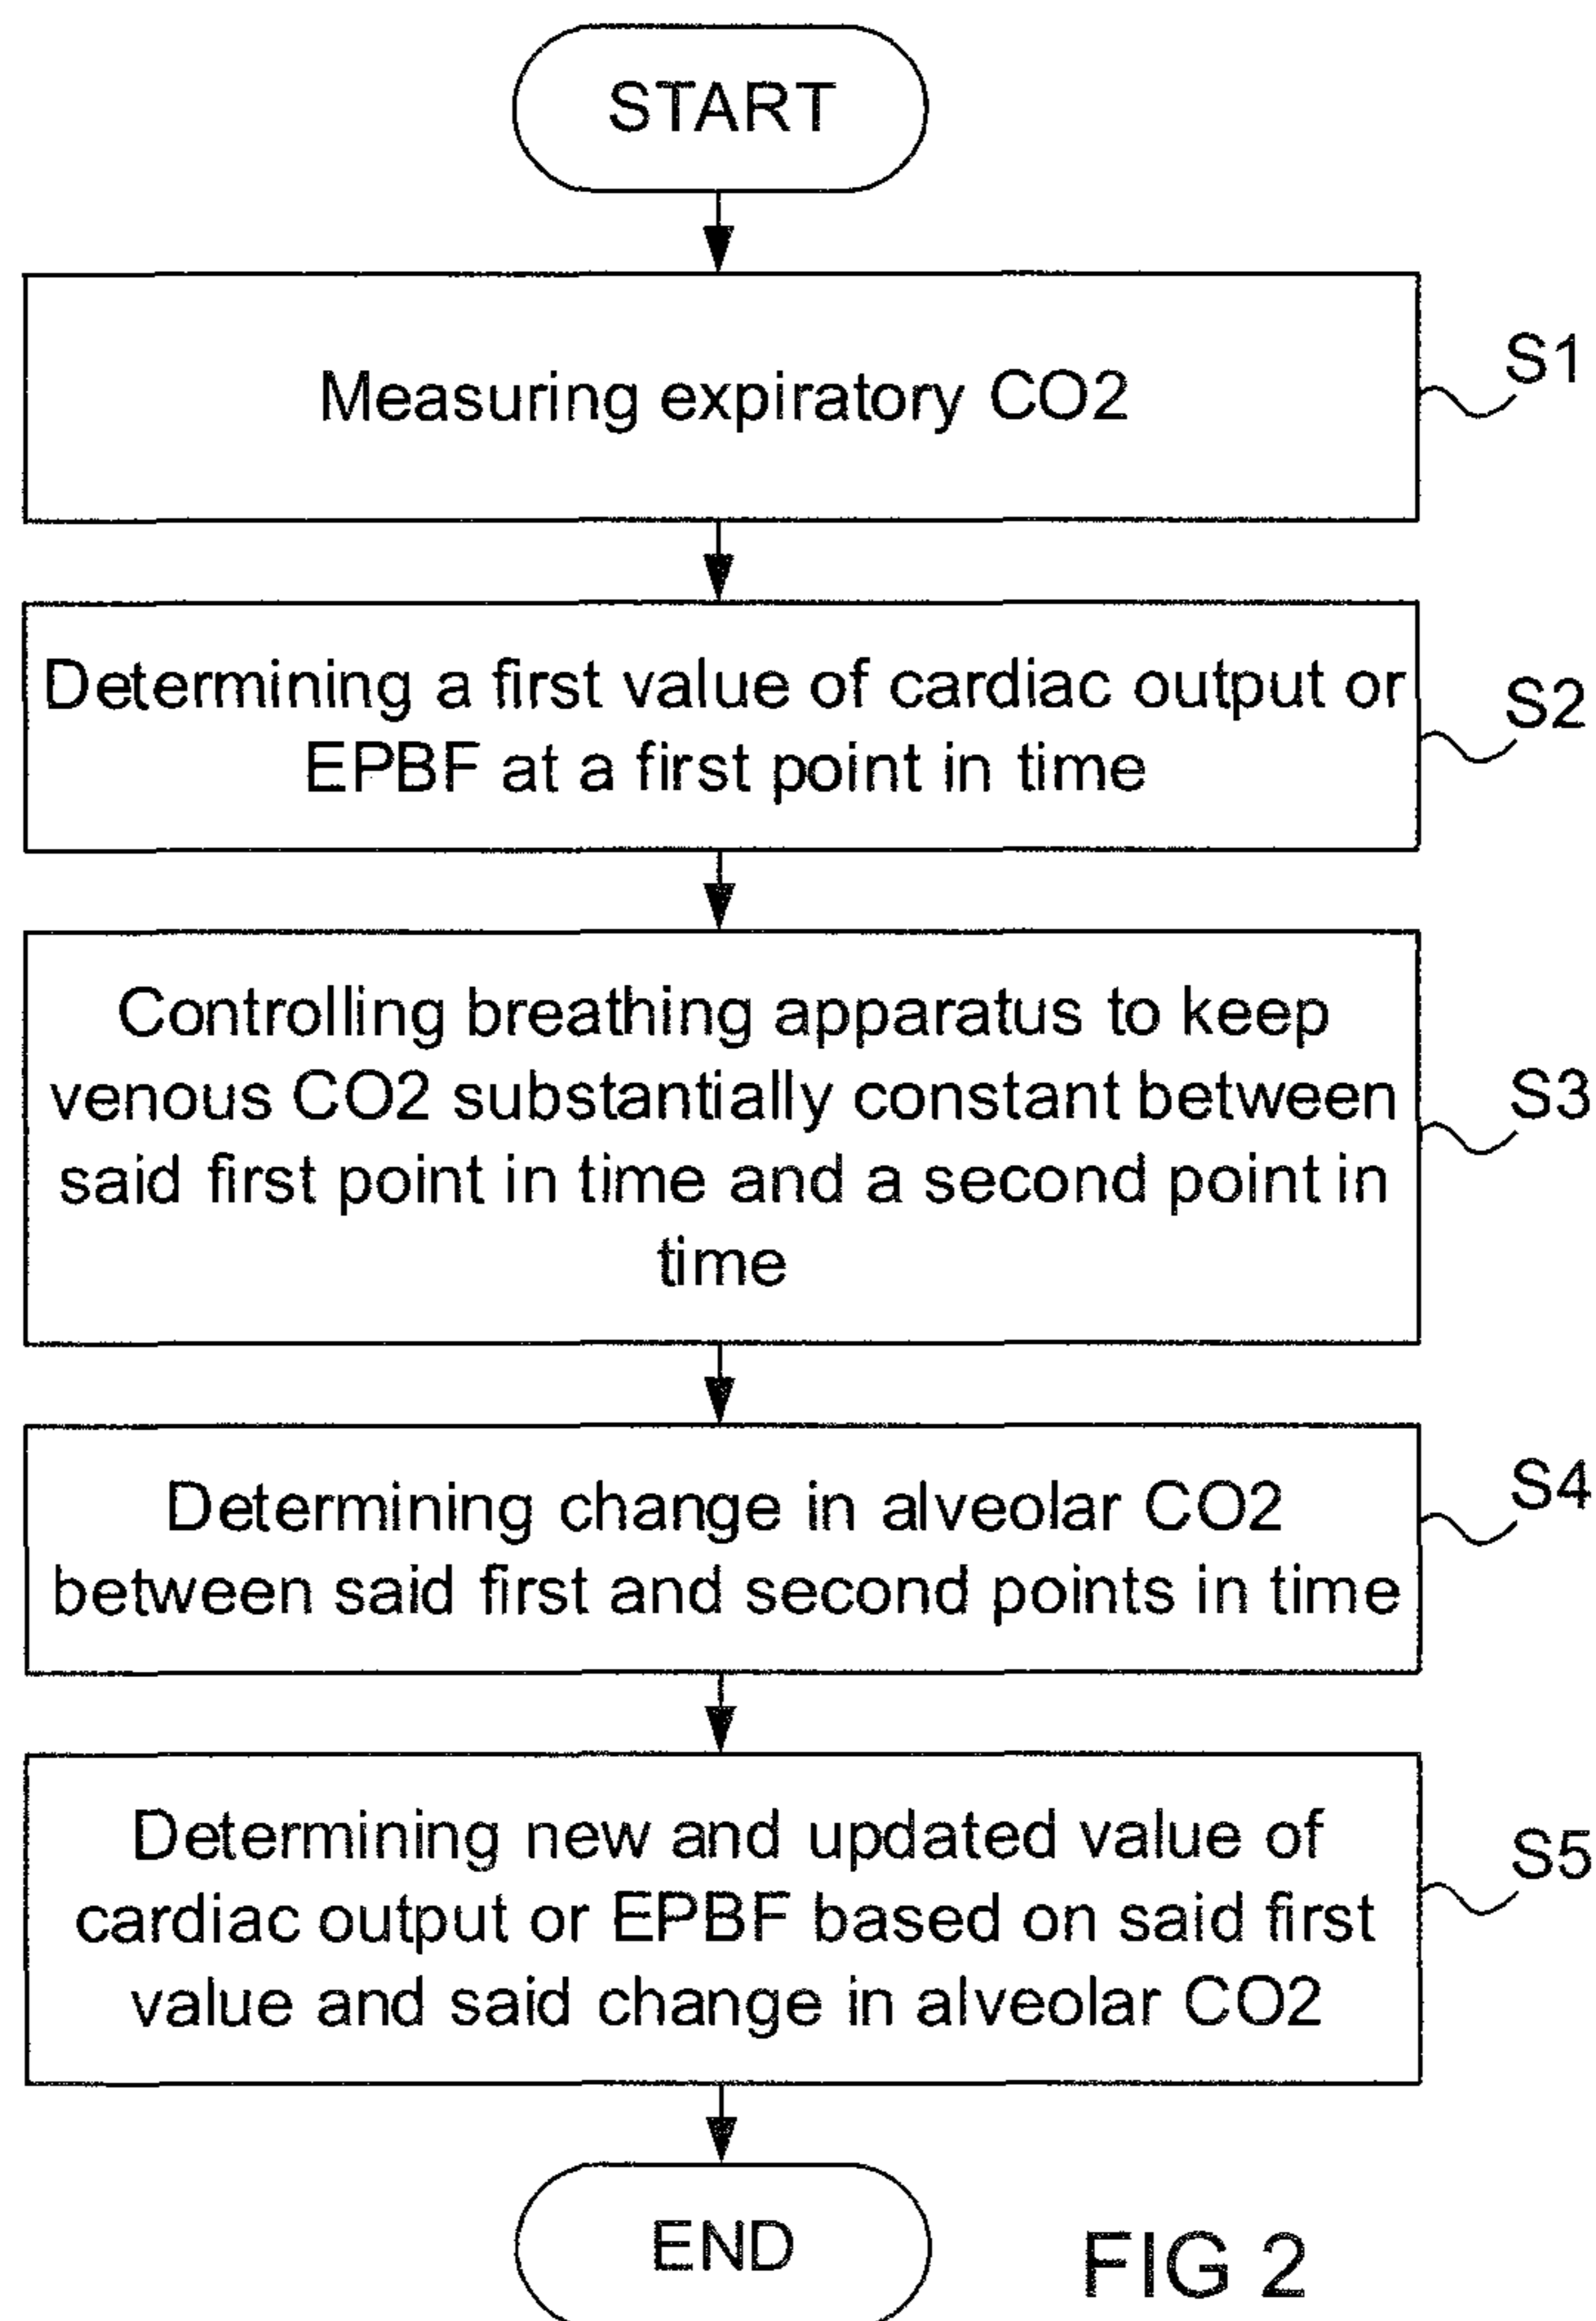 START
Measuring expiratory CO2
S1
Determining a first value of cardiac output or
EPBF at a first point in time
S2
Controlling breathing apparatus to keep
venous CO2 substantially constant between
said first point in time and a second point in
time
S3
Determining change in alveolar CO2
between said first and second points in time
S4
Determining new and updated value of
cardiac output or EPBF based on said first
value and said change in alveolar CO2
S5
END
FIG 2